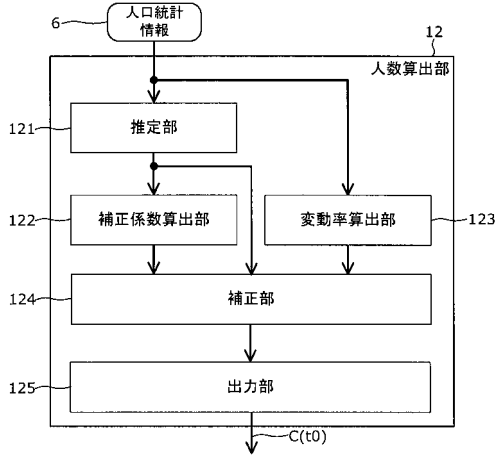 人口統計
情報
6
12
人数算出部
121
推定部
122
補正係数算出部
変動率算出部
123
124
補正部
125
出力部
C(t0)